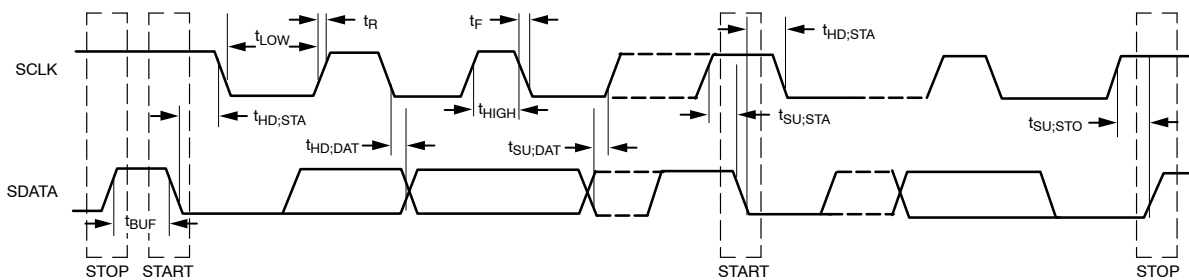 tR
tF
tLOW
tHD;STA
SCLK
tHD;STA
tHIGH
tSU;STA
tSU;STO
tHD;DAT
tSU;DAT
SDATA
tBUF
STOP
START
START
STOP